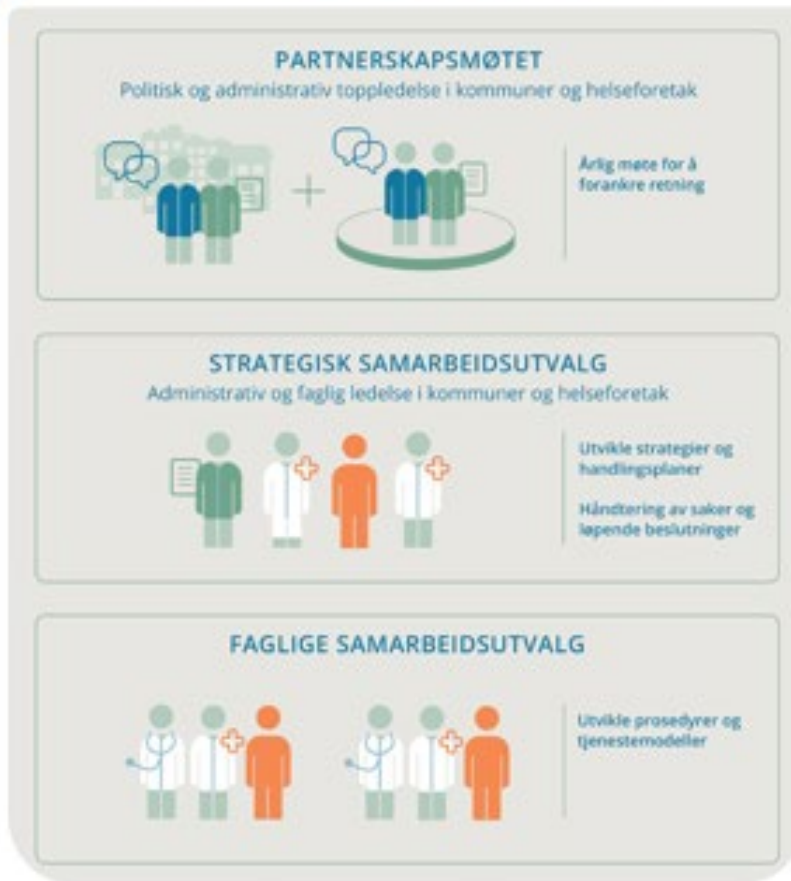 PARTNERSKAPSMØTET
Politisk og administrativ toppledelse i kommuner og helseforetak
Årlig møte for å
forankre retning
STRATEGISK SAMARBEIDSUTVALG
Administrativ og faglig ledelse i kommuner og helseforetak
Utvikle strategier og
handlingsplaner
Håndtering av saker og
løpende beslutninger
FAGLIGE SAMARBEIDSUTVALG
Utvikle prosedyrer og
tjenestemodeller